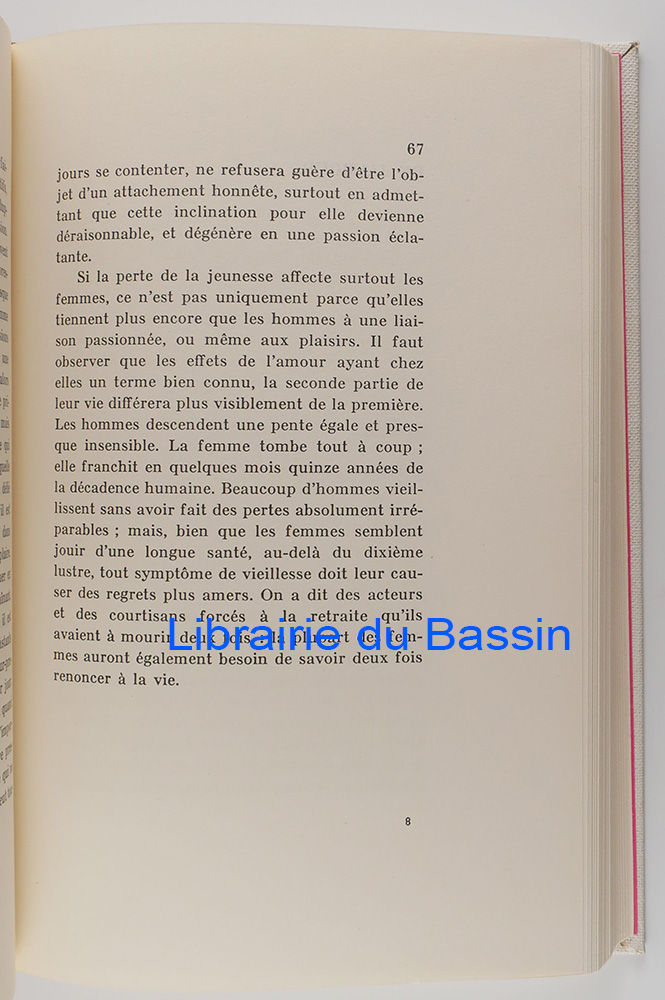 67
jours se contenter, ne refusera guère d'être l'ob-
jet d'un attachement honnête, surtout en admet-
tant que cette inclination pour elle devienne
déraisonnable, et dégénère en une passion écla-
tante.
Si la perte de la jeunesse affecte surtout les
femmes, ce n'est pas uniquement parce qu'elles
tiennent plus encore que les hommes à une liai-
son passionnée, ou même aux plaisirs. Il faut
observer que les effets de l'amour ayant chez
elles un terme bien connu, la seconde partie de
leur vie différera plus visiblement de la première.
Les hommes descendent une pente égale et pres-
que insensible. La femme tombe tout à coup ;
elle franchit en quelques mois quinze années de
la décadence humaine. Beaucoup d'hommes vieil-
lissent sans avoir fait des pertes absolument irré-
parables ; mais, bien que les femmes semblent
jouir d'une longue santé, au-delà du dixième
lustre, tout symptôme de vieillesse doit leur cau-
ser des regrets plus amers. On a dit des acteurs
et des courtisans forcés à la retraite qu'ils
avaient à mourir deux fois : la plupart des fem-
mes auront également besoin de savoir deux fois
renoncer à la vie.
8
Librairie du Bassin